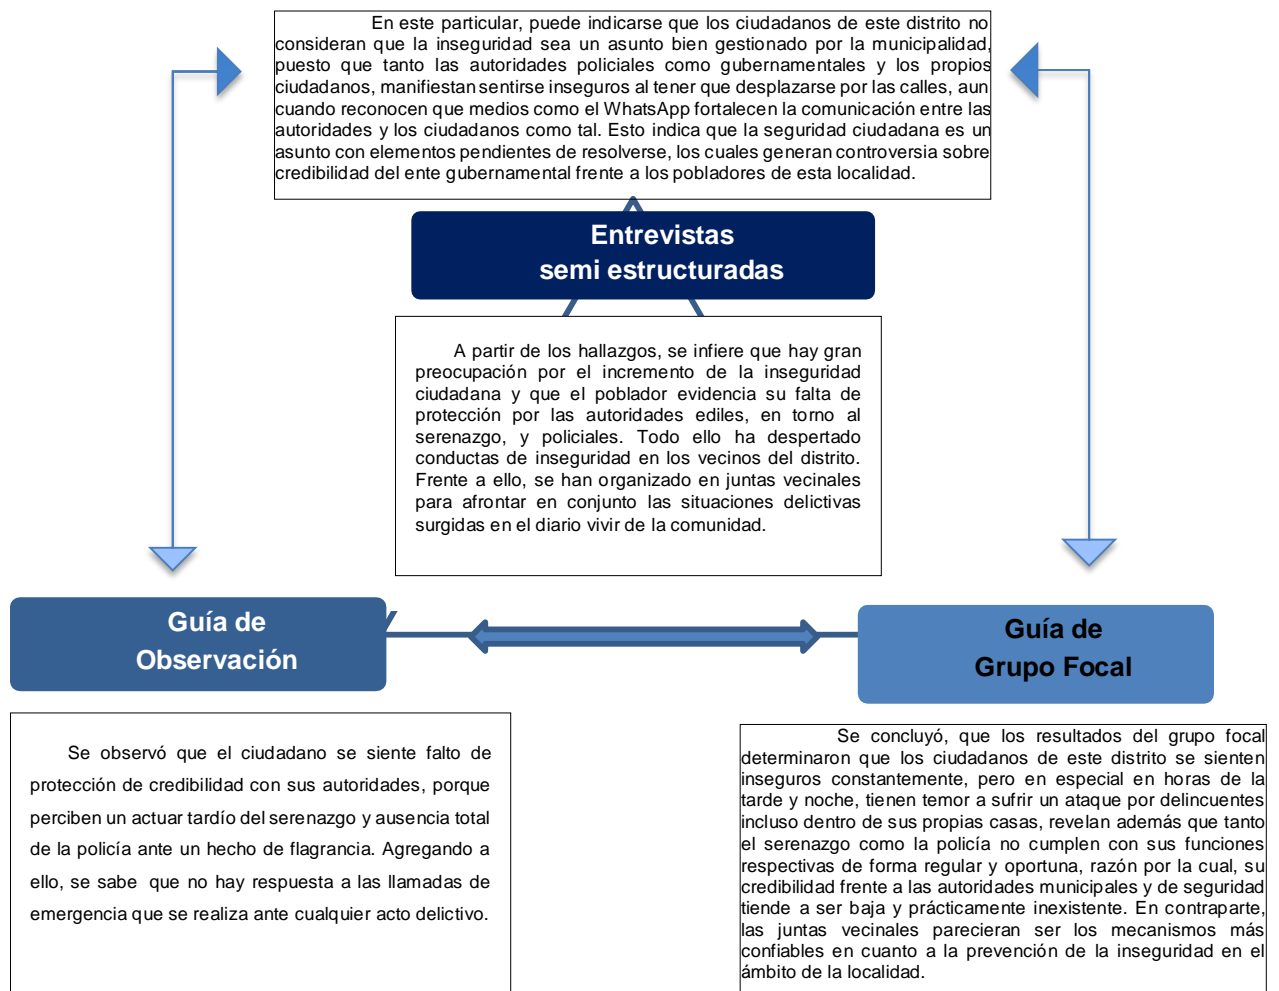 En este particular, puede indicarse que los ciudadanos de este distrito no
consideran que la inseguridad sea un asunto bien gestionado por la municipalidad,
puesto que tanto las autoridades policiales como gubernamentales y los propios
ciudadanos, manifiestan sentirse inseguros al tener que desplazarse por las calles, aun
cuando reconocen que medios como el WhatsApp fortalecen la comunicación entre las
autoridades y los ciudadanos como tal. Esto indica que la seguridad ciudadana es un
asunto con elementos pendientes de resolverse, los cuales generan controversia sobre
credibilidad del ente gubernamental frente a los pobladores de esta localidad.
Entrevistas
semi estructuradas
A partir de los hallazgos, se infiere que hay gran
preocupación por el incremento de la inseguridad
ciudadana y que el poblador evidencia su falta de
protección por las autoridades ediles, en torno al
serenazgo, y policiales. Todo ello ha despertado
conductas de inseguridad en los vecinos del distrito.
Frente a ello, se han organizado en juntas vecinales
para afrontar en conjunto las situaciones delictivas
surgidas en el diario vivir de la comunidad.
Guía de
Observación
Guía de
Grupo Focal
Se observó que el ciudadano se siente falto de
protección de credibilidad con sus autoridades, porque
perciben un actuar tardío del serenazgo y ausencia total
de la policía ante un hecho de flagrancia. Agregando a
ello, se sabe que no hay respuesta a las llamadas de
emergencia que se realiza ante cualquier acto delictivo.
Se concluyó, que los resultados del grupo focal
determinaron que los ciudadanos de este distrito se sienten
inseguros constantemente, pero en especial en horas de la
tarde y noche, tienen temor a sufrir un ataque por delincuentes
incluso dentro de sus propias casas, revelan además que tanto
el serenazgo como la policía no cumplen con sus funciones
respectivas de forma regular y oportuna, razón por la cual, su
credibilidad frente a las autoridades municipales y de seguridad
tiende a ser baja y prácticamente inexistente. En contraparte,
las juntas vecinales parecieran ser los mecanismos más
confiables en cuanto a la prevención de la inseguridad en el
ámbito de la localidad.